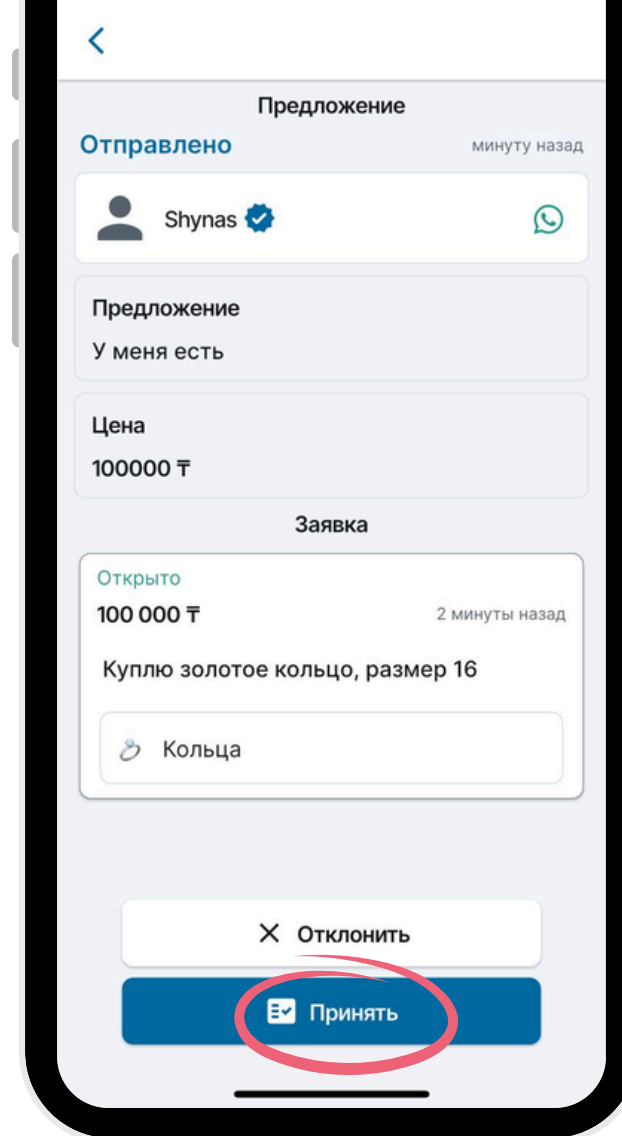 Предложение
Отправлено
минуту назад
Shynas
Предложение
У меня есть
Цена
100000 ₸
Заявка
Открыто
100 000 ₸
2 минуты назад
Куплю золотое кольцо, размер 16
Кольца
Отклонить
Принять